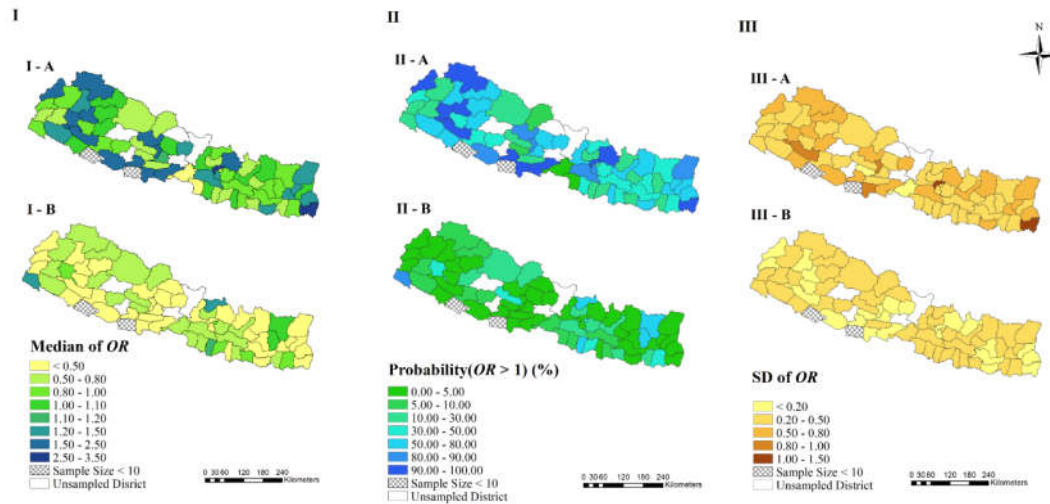 I
II
III
N
I - A
II - A
III - A
I - B
II - B
III - B
Median of OR
< 0.50
0.50 - 0.80
0.80 - 1.00
1.00 - 1.10
1.10 - 1.20
1.20 - 1.50
1.50 - 2.50
2.50 - 3.50
Sample Size < 10
Unsampled District
0 30 60 120 180 240
Kilometers
Probability(OR > 1) (%)
0.00 - 5.00
5.00 - 10.00
10.00 - 30.00
30.00 - 50.00
50.00 - 80.00
80.00 - 90.00
90.00 - 100.00
Sample Size < 10
Unsampled District
0 30 60 120 180 240
Kilometers
SD of OR
< 0.20
0.20 - 0.50
0.50 - 0.80
0.80 - 1.00
1.00 - 1.50
Sample Size < 10
Unsampled District
0 30 60 120 180 240
Kilometers